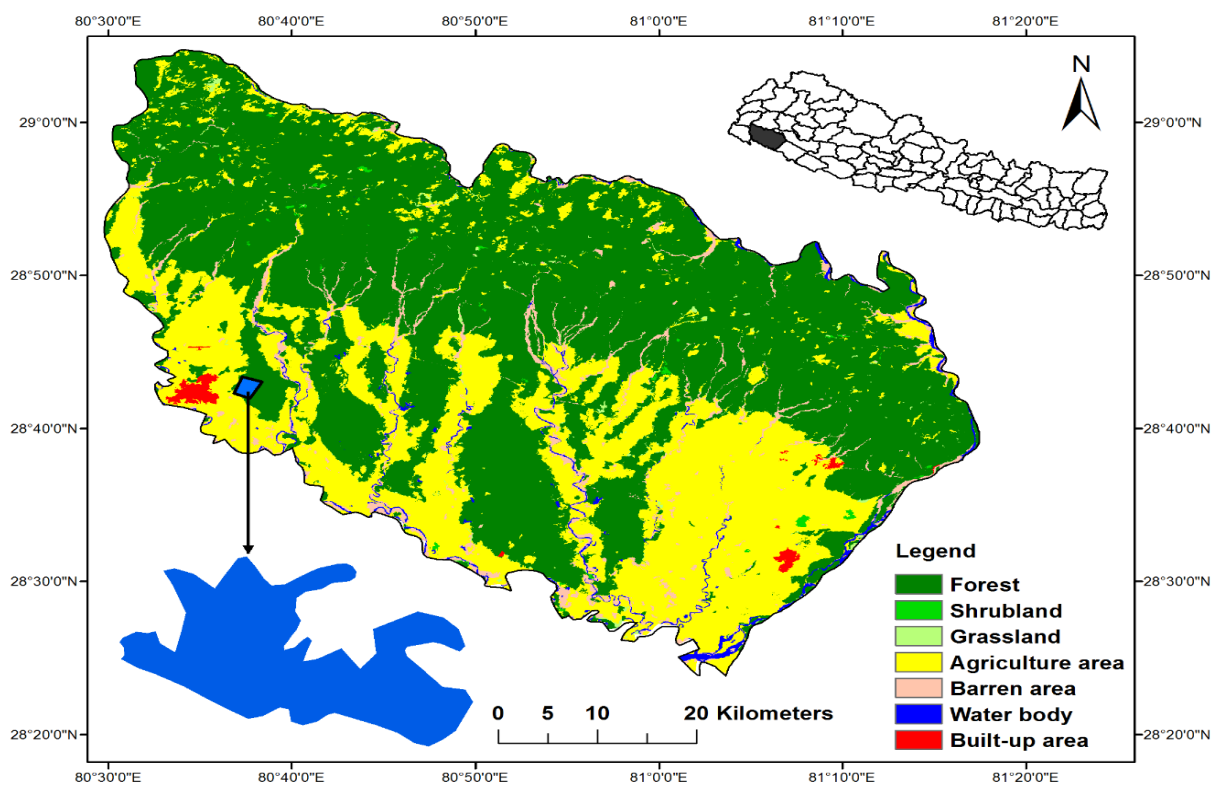 80°30'0"E 80°40'0"E 80°50'0"E 81°0'0"E 81°10'0"E 81°20'0"E
N
29°0'0"N 29°0'0"N
28°50'0"N 28°50'0"N
28°40'0"N 28°40'0"N
28°30'0"N 28°30'0"N
28°20'0"N 28°20'0"N
Legend
Forest
Shrubland
Grassland
Agriculture area
Barren area
Water body
Built-up area
0 5 10 20 Kilometers
80°30'0"E 80°40'0"E 80°50'0"E 81°0'0"E 81°10'0"E 81°20'0"E